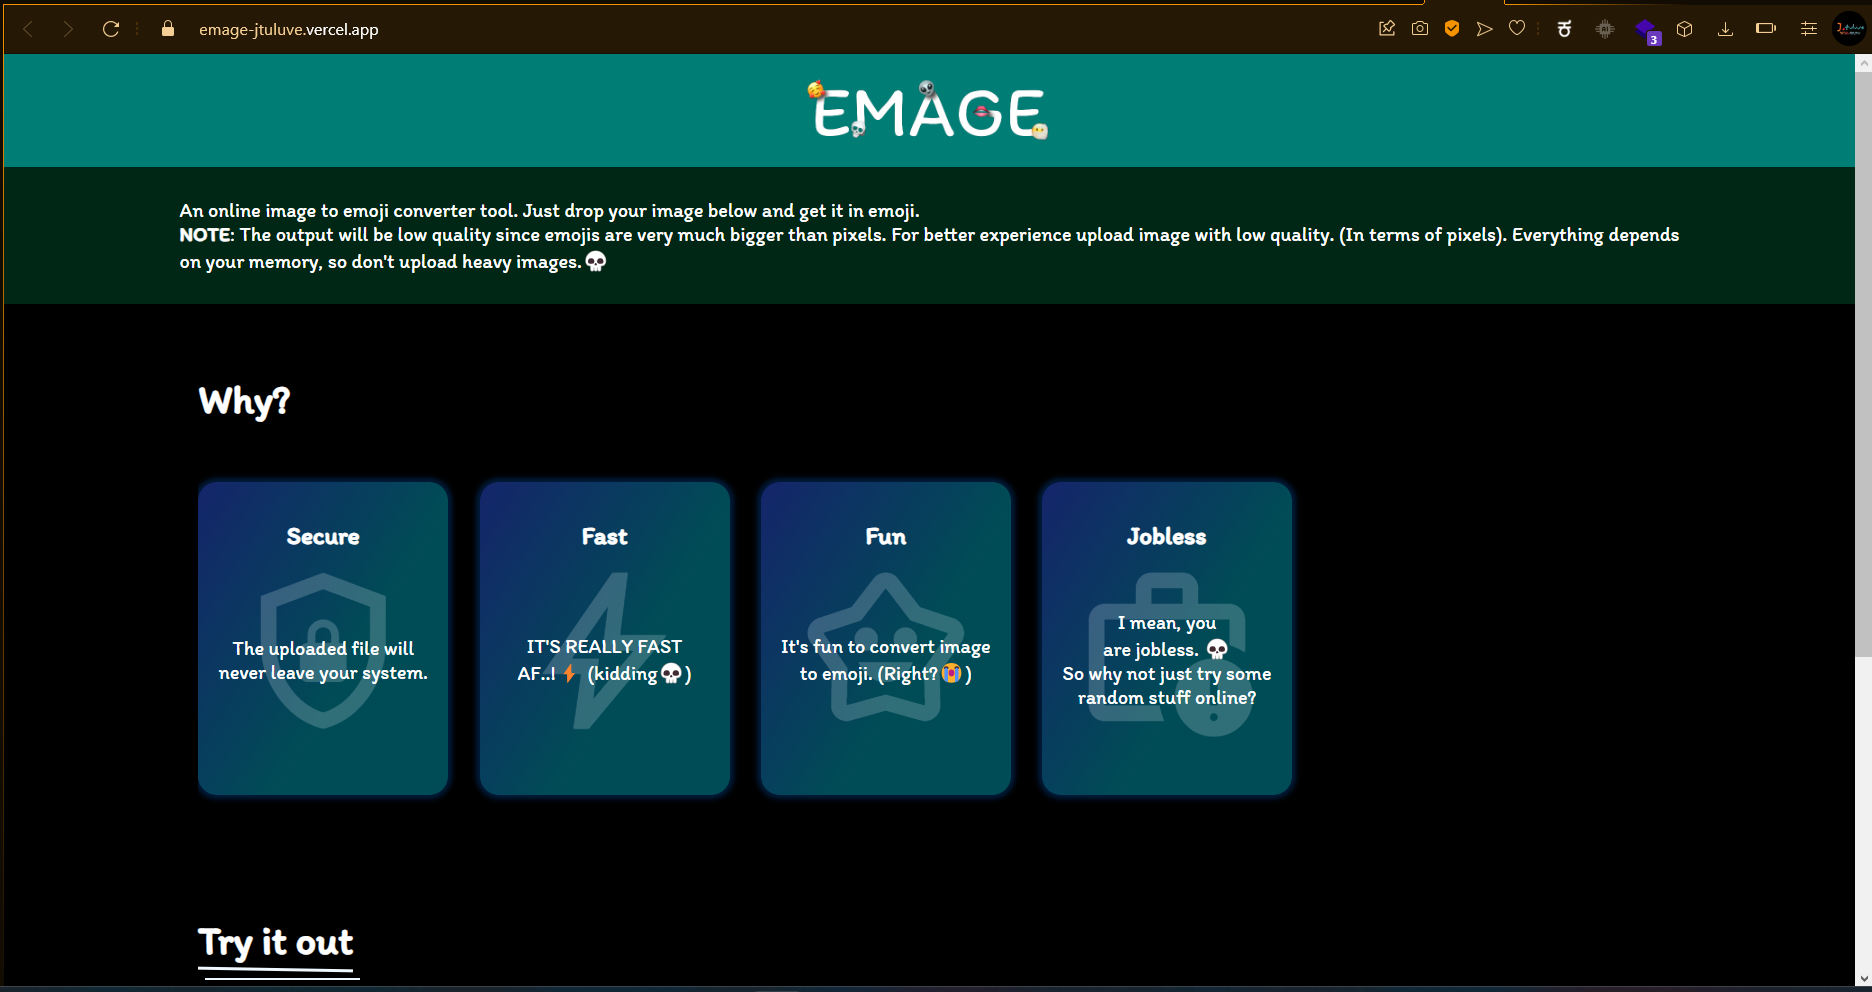 emage-jtuluve.vercel.app
ಠ
3
EMAGE
An online image to emoji converter tool. Just drop your image below and get it in emoji.
NOTE: The output will be low quality since emojis are very much bigger than pixels. For better experience upload image with low quality. (In terms of pixels). Everything depends
on your memory, so don't upload heavy images.💀
Why?
Secure
The uploaded file will
never leave your system.
Fast
IT'S REALLY FAST
AF..!⚡ (kidding💀)
Fun
It's fun to convert image
to emoji. (Right?😭)
Jobless
I mean, you
are jobless. 💀
So why not just try some
random stuff online?
Try it out